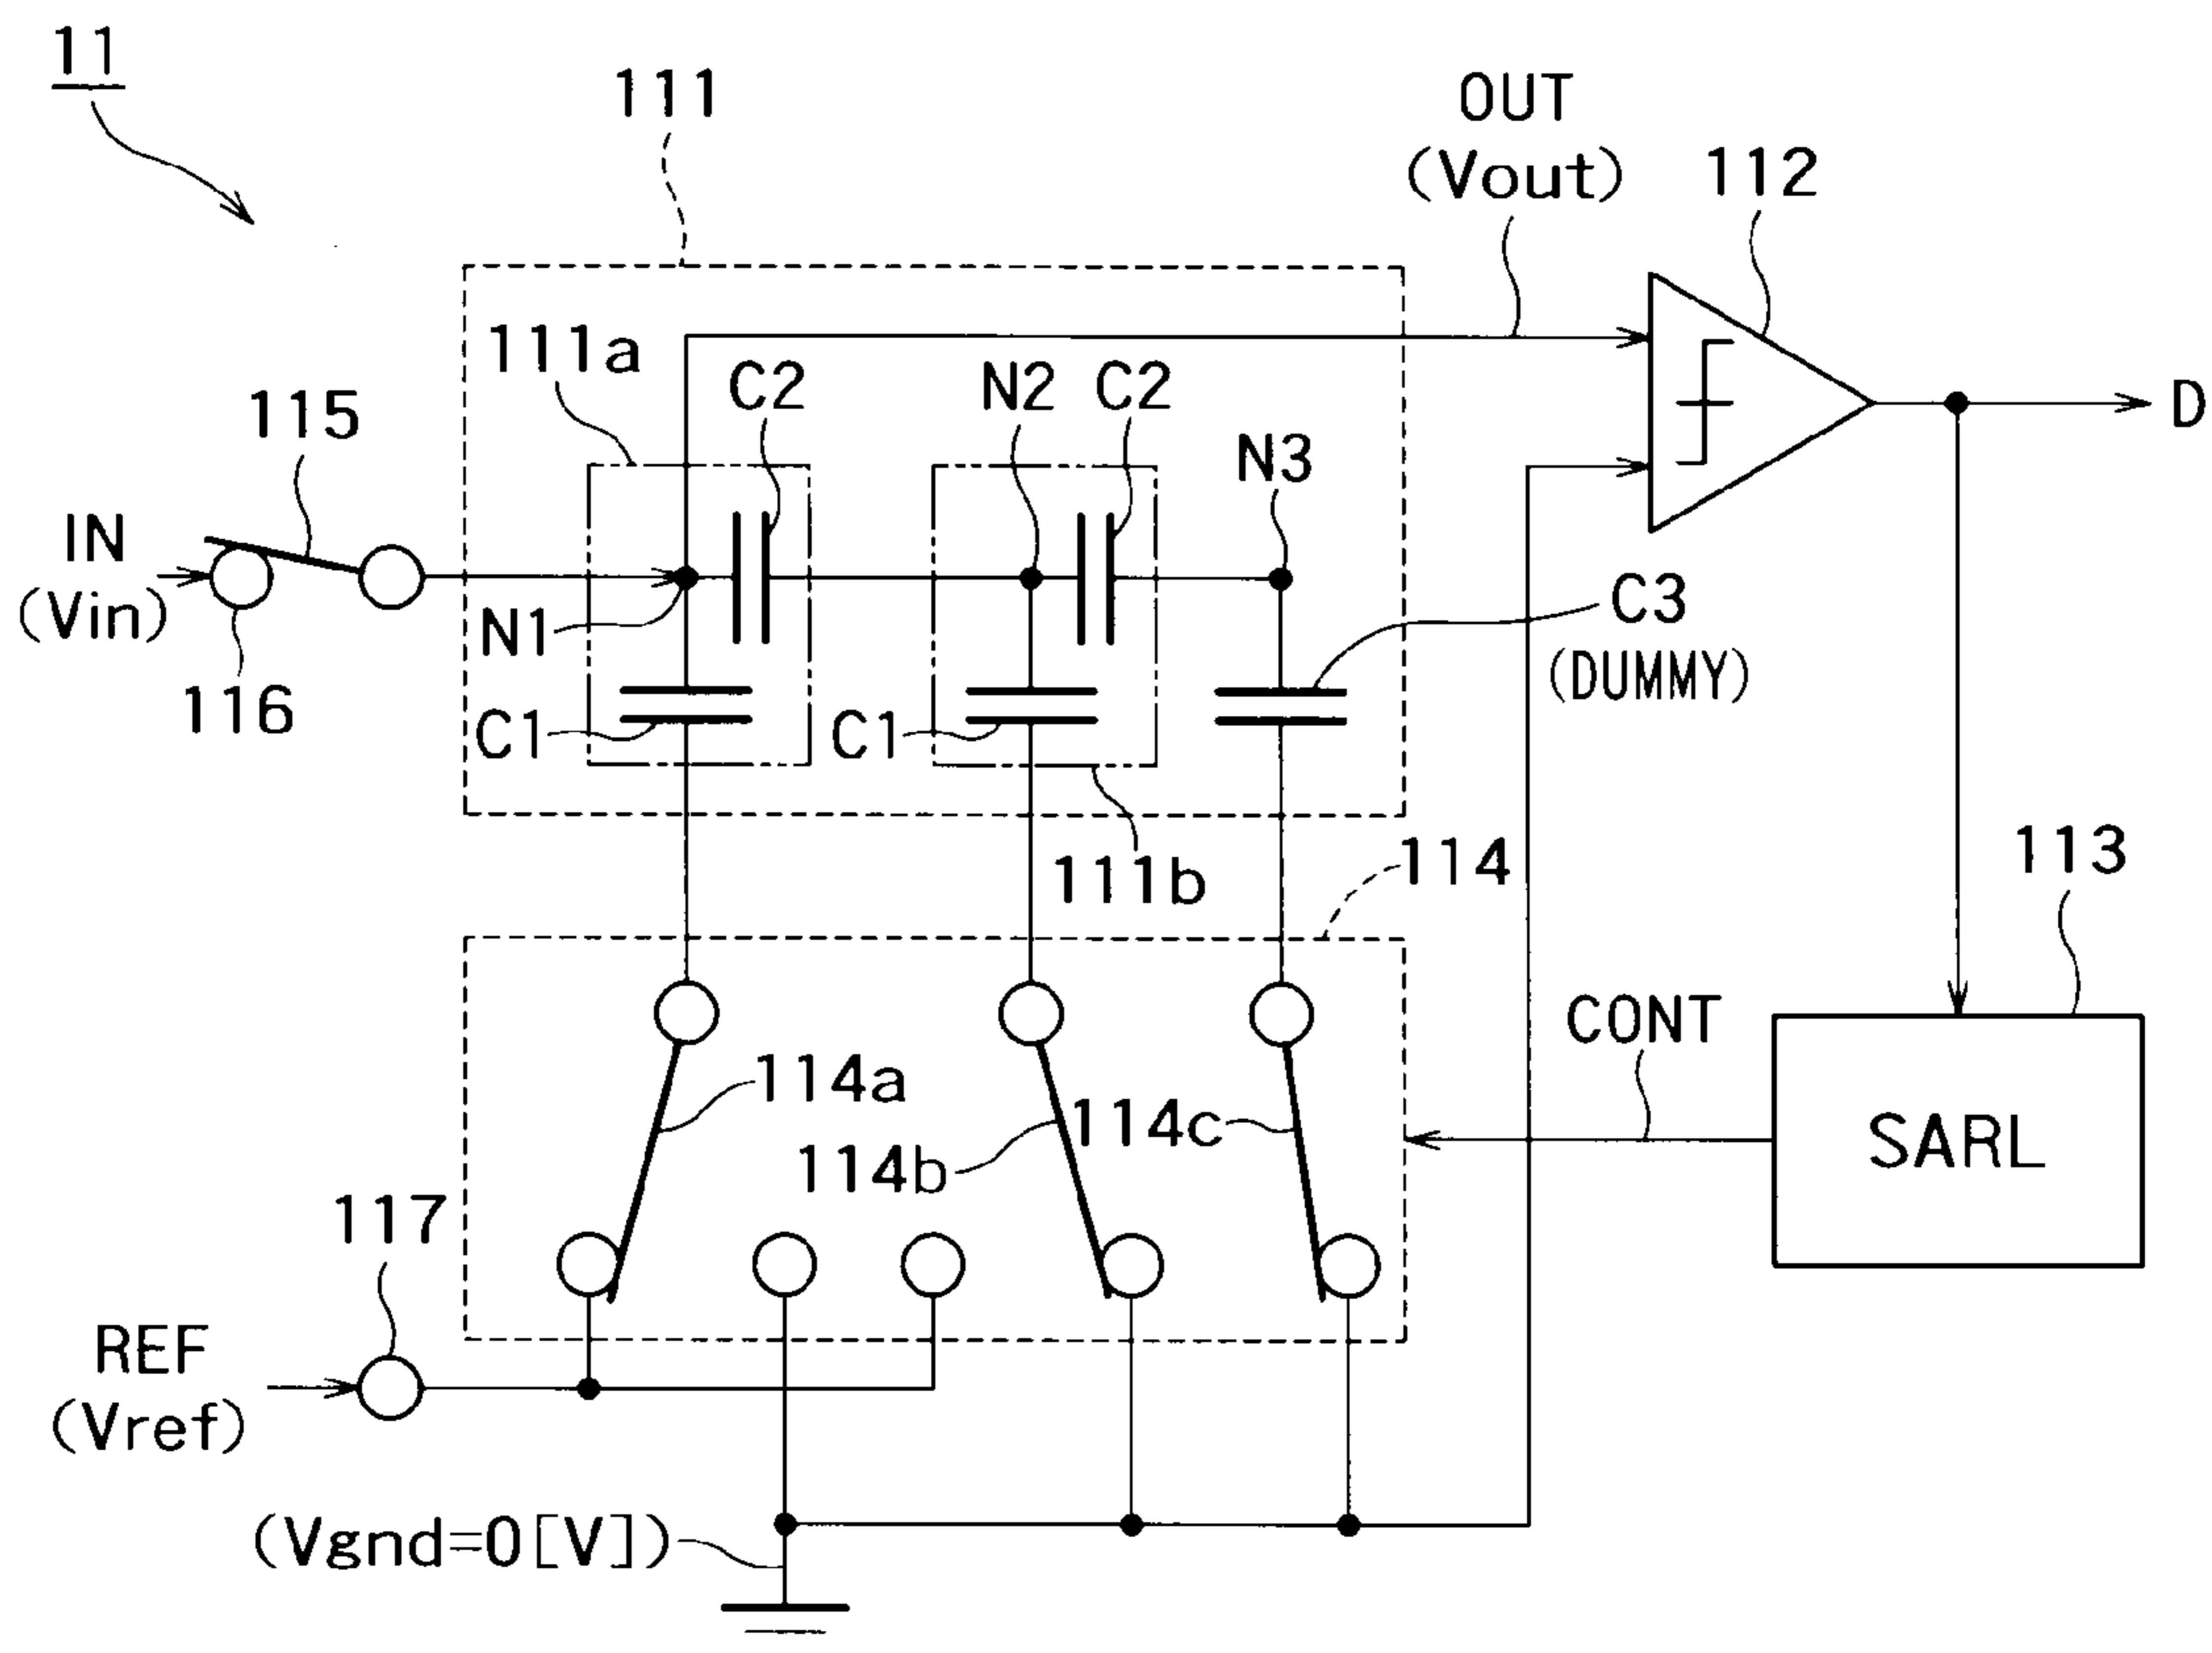 11
111
OUT
(Vout)
112
111a
C2
N2
C2
115
N3
D
IN
(Vin)
N1
C3
(DUMMY)
116
C1
C1
111b
114
113
CONT
114a
114c
114b
SARL
117
REF
(Vref)
(Vgnd=0[V])